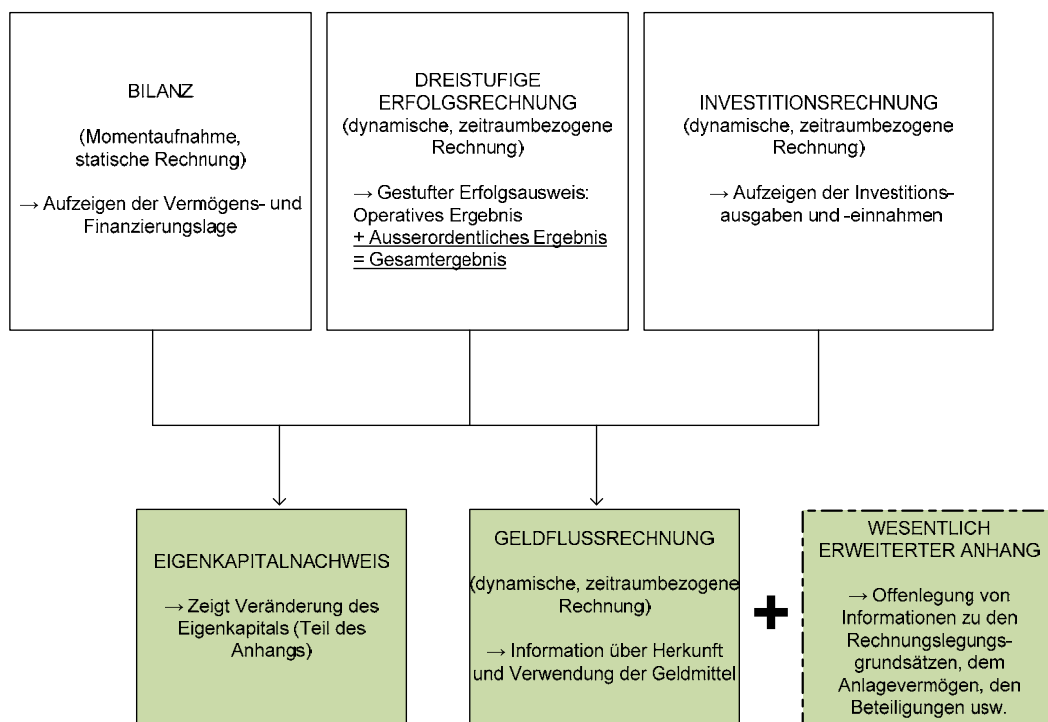 BILANZ
(Momentaufnahme,
statische Rechnung)
→ Aufzeigen der Vermögens- und
Finanzierungslage
DREISTUFIGE
ERFOLGSRECHNUNG
(dynamische, zeitraumbezogene
Rechnung)
→ Gestufter Erfolgsausweis:
Operatives Ergebnis
+ Ausserordentliches Ergebnis
= Gesamtergebnis
INVESTITIONSRECHNUNG
(dynamische, zeitraumbezogene
Rechnung)
→ Aufzeigen der Investitions-
ausgaben und -einnahmen
EIGENKAPITALNACHWEIS
→ Zeigt Veränderung des
Eigenkapitals (Teil des
Anhangs)
GELDFLUSSRECHNUNG
(dynamische, zeitraumbezogene
Rechnung)
→ Information über Herkunft
und Verwendung der Geldmittel
+
WESENTLICH
ERWEITERTER ANHANG
→ Offenlegung von
Informationen zu den
Rechnungslegungs-
grundsätzen, dem
Anlagevermögen, den
Beteiligungen usw.